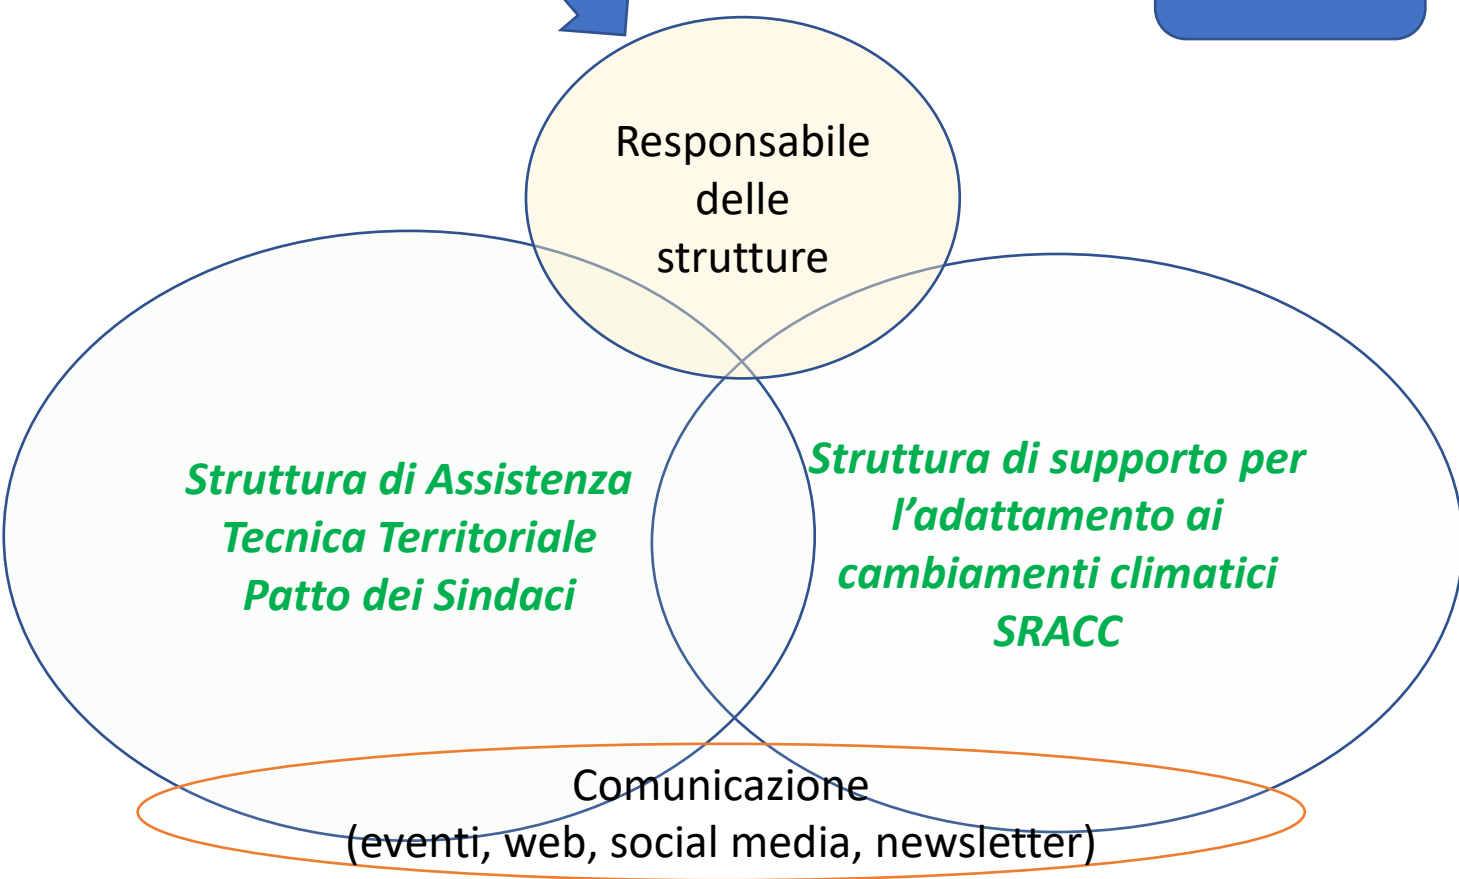 Responsabile
delle
strutture
Struttura di Assistenza
Tecnica Territoriale
Patto dei Sindaci
Struttura di supporto per
l’adattamento ai
cambiamenti climatici
SRACC
Comunicazione
(eventi, web, social media, newsletter)